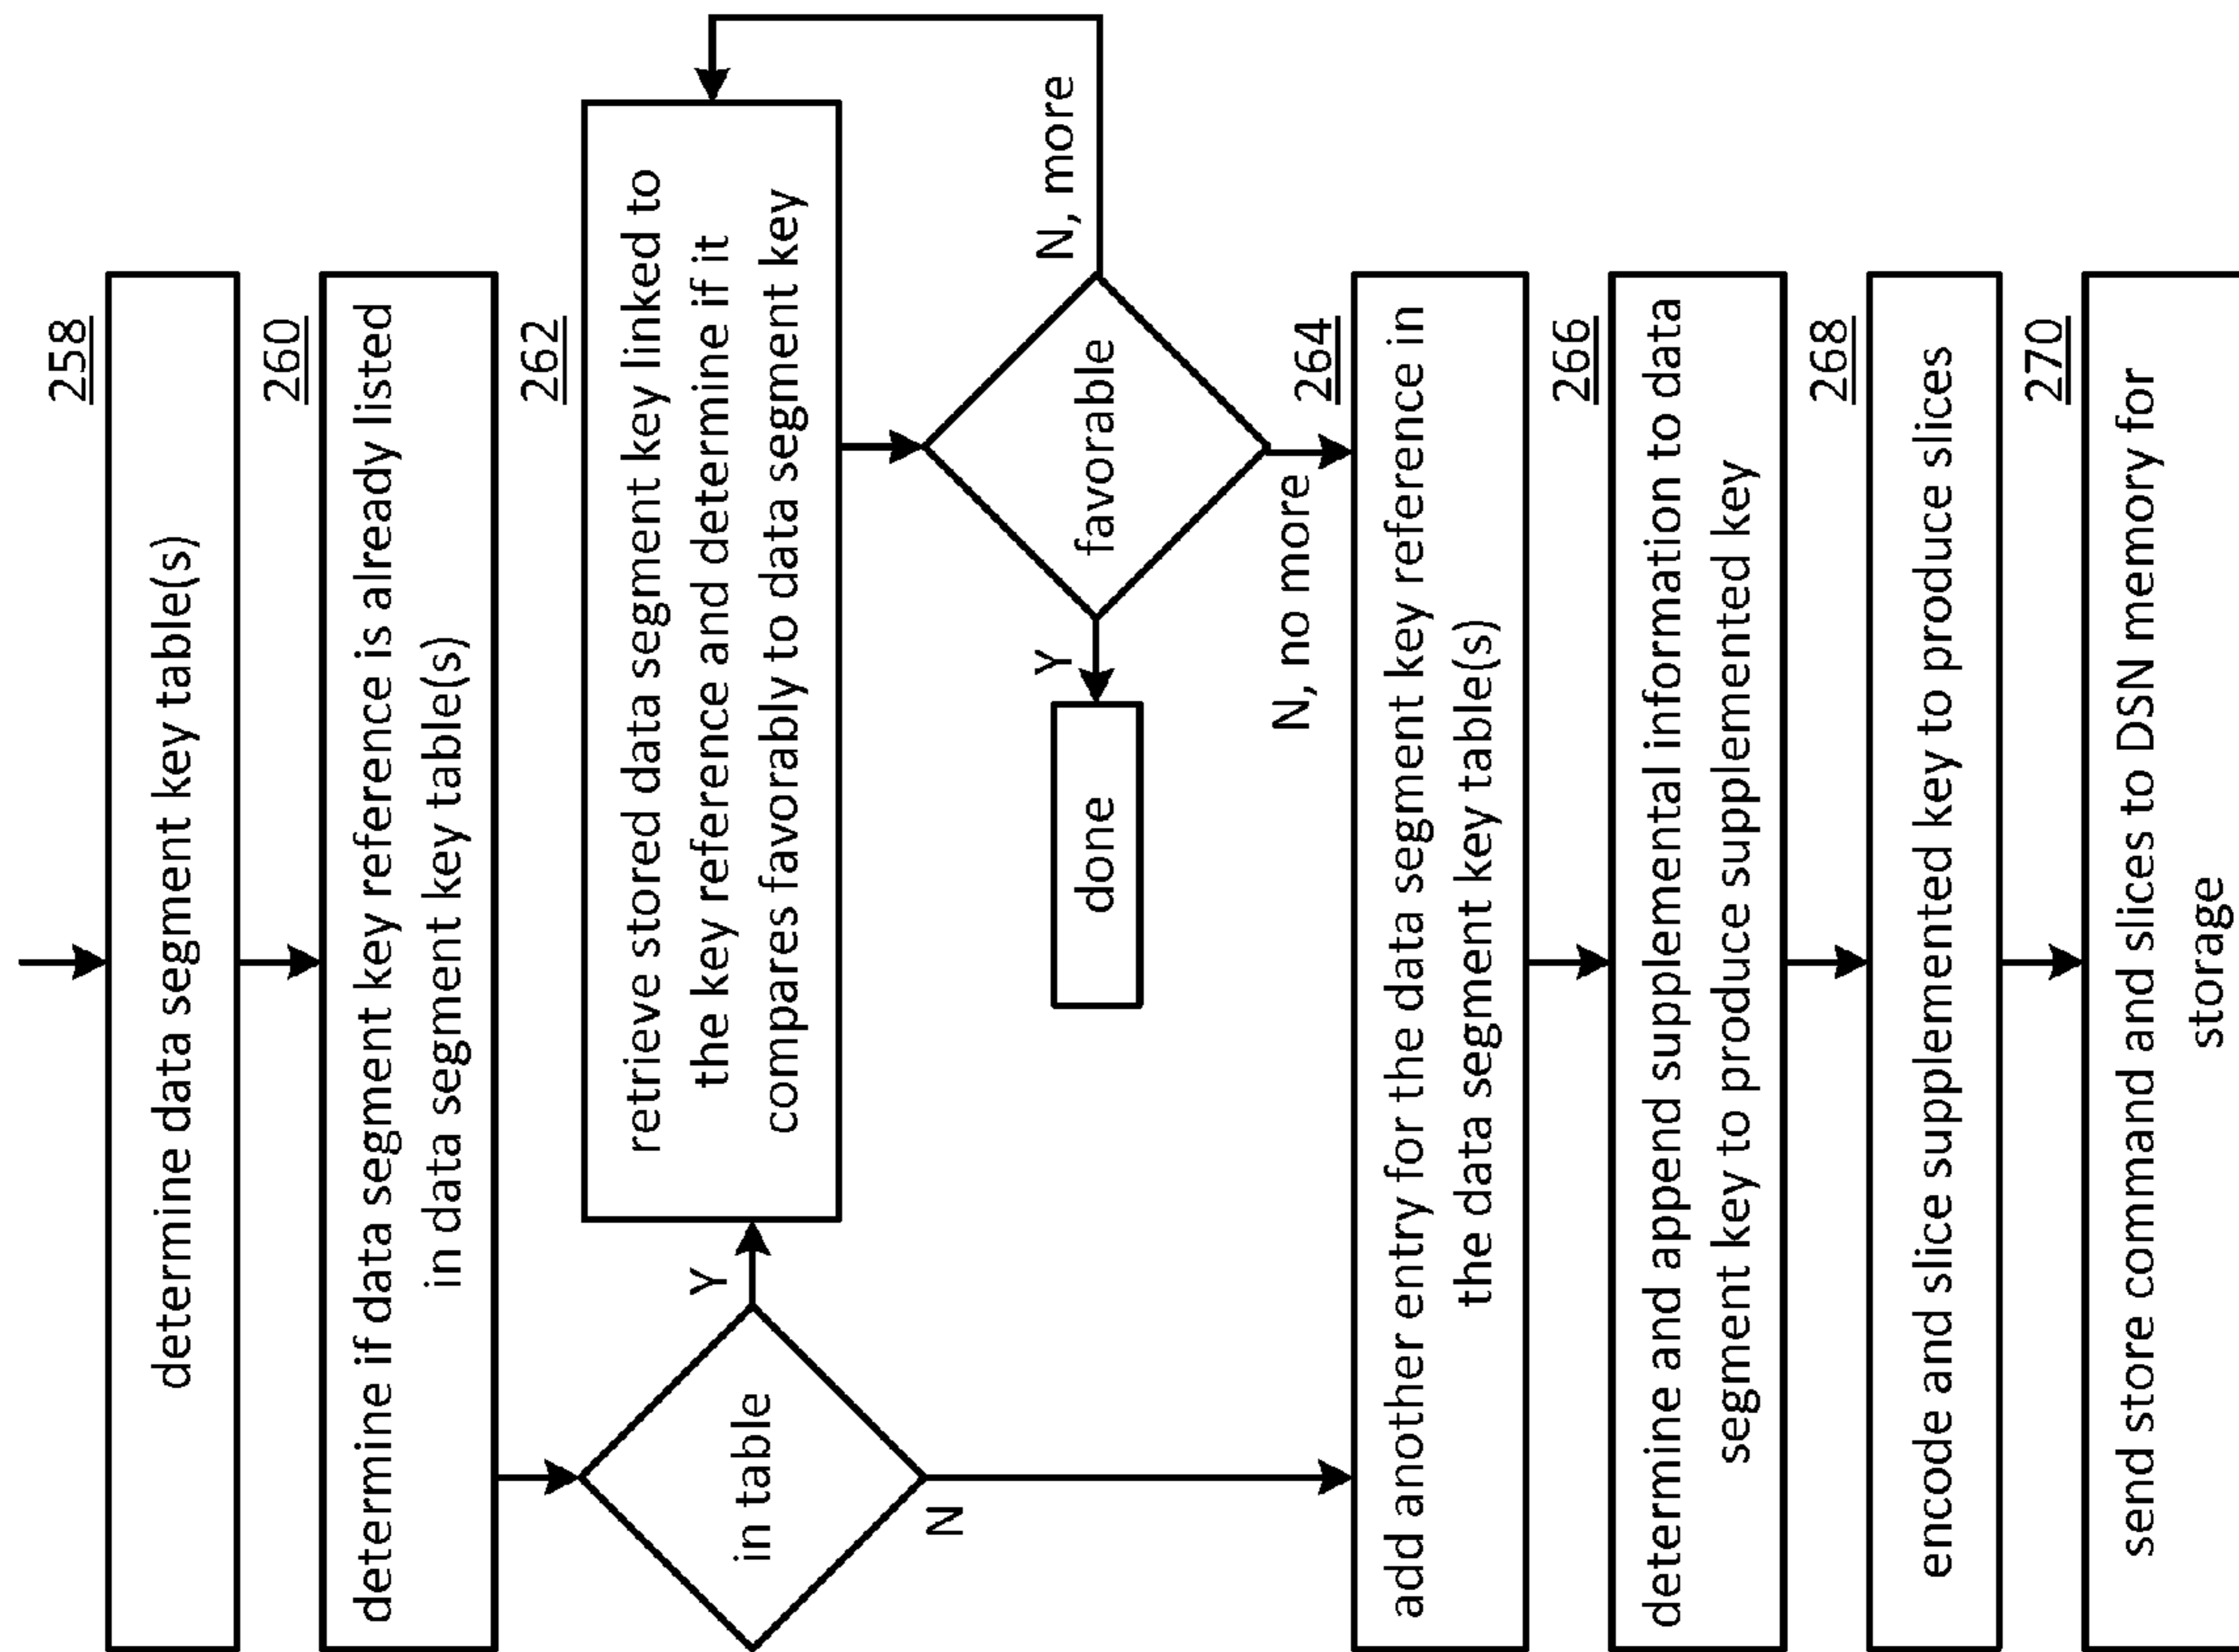 258
determine data segment key table(s)
260
determine if data segment key reference is already listed
in data segment key table(s)
262
in table
Y
N
retrieve stored data segment key linked to
the key reference and determine if it
compares favorably to data segment key
favorable
N, more
Y
done
N, no more
264
add another entry for the data segment key reference in
the data segment key table(s)
266
determine and append supplemental information to data
segment key to produce supplemented key
268
encode and slice supplemented key to produce slices
270
send store command and slices to DSN memory for
storage